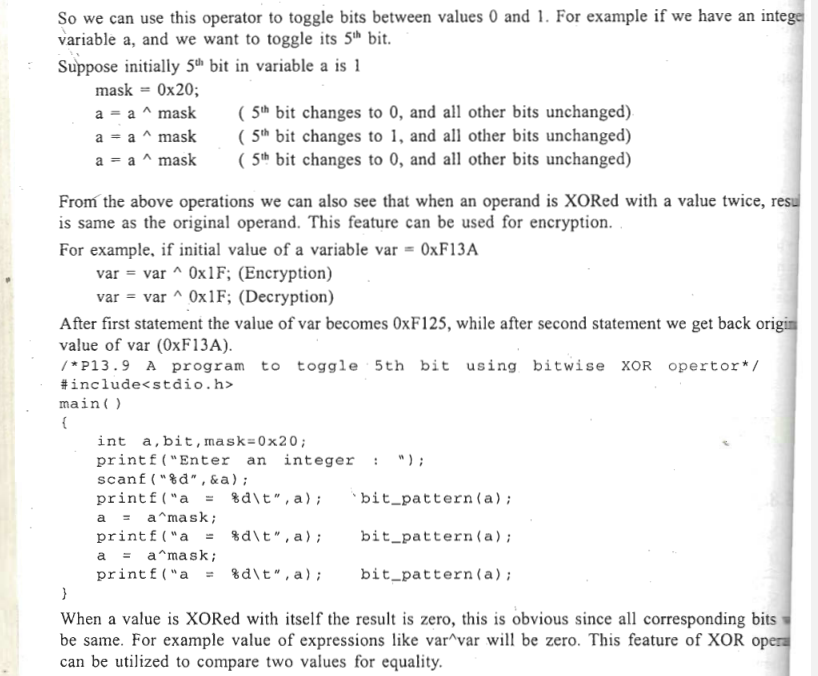 So we can use this operator to toggle bits between values 0 and 1. For example if we have an intege
variable a, and we want to toggle its 5th bit.
Suppose initially 5th bit in variable a is 1
mask = 0x20;
a = a ^ mask ( 5th bit changes to 0, and all other bits unchanged)
a = a ^ mask ( 5th bit changes to 1, and all other bits unchanged)
a = a ^ mask ( 5th bit changes to 0, and all other bits unchanged)
From the above operations we can also see that when an operand is XORed with a value twice, resu
is same as the original operand. This feature can be used for encryption.
For example, if initial value of a variable var = 0xF13A
var = var ^ 0x1F; (Encryption)
var = var ^ 0x1F; (Decryption)
After first statement the value of var becomes 0xF125, while after second statement we get back origin
value of var (0xF13A).
/*P13.9 A program to toggle 5th bit using bitwise XOR opertor*/
#include<stdio.h>
main()
{
int a,bit,mask=0x20;
printf("Enter an integer : ");
scanf("%d",&a);
printf("a = %d\t",a); bit_pattern(a);
a = a^mask;
printf("a = %d\t",a); bit_pattern(a);
a = a^mask;
printf("a = %d\t",a); bit_pattern(a);
}
When a value is XORed with itself the result is zero, this is obvious since all corresponding bits
be same. For example value of expressions like var^var will be zero. This feature of XOR opera
can be utilized to compare two values for equality.